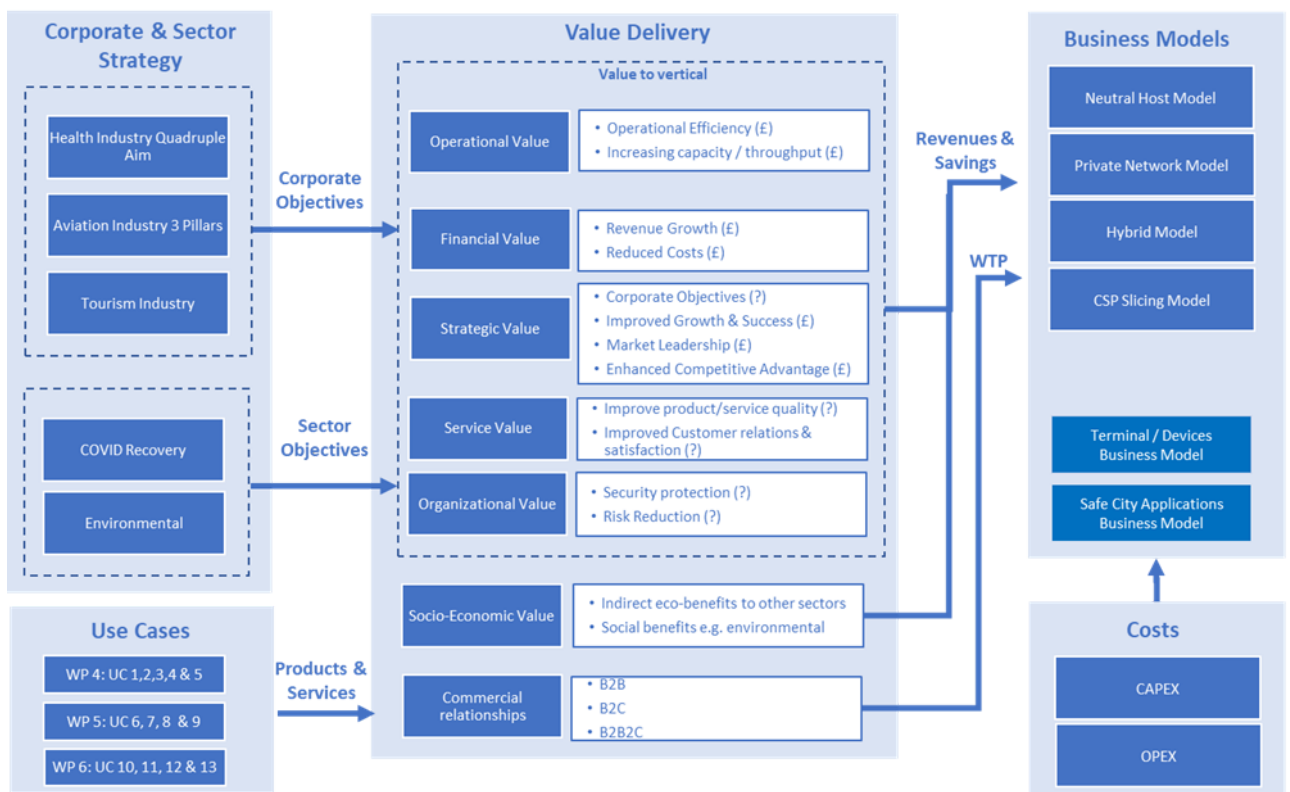 Corporate & Sector
Strategy
Health Industry Quadruple
Aim
Aviation Industry 3 Pillars
Tourism Industry
COVID Recovery
Environmental
Use Cases
WP 4: UC 1,2,3,4 & 5
WP 5: UC 6, 7, 8 & 9
WP 6: UC 10, 11, 12 & 13
Corporate
Objectives
Sector
Objectives
Products &
Services
Value Delivery
Value to vertical
Operational Value
• Operational Efficiency (£)
• Increasing capacity / throughput (£)
Financial Value
• Revenue Growth (£)
• Reduced Costs (£)
Strategic Value
• Corporate Objectives (?)
• Improved Growth & Success (£)
• Market Leadership (£)
• Enhanced Competitive Advantage (£)
Service Value
• Improve product/service quality (?)
• Improved Customer relations &
satisfaction (?)
Organizational Value
• Security protection (?)
• Risk Reduction (?)
Socio-Economic Value
• Indirect eco-benefits to other sectors
• Social benefits e.g. environmental
Commercial
relationships
• B2B
• B2C
• B2B2C
Revenues &
Savings
WTP
Business Models
Neutral Host Model
Private Network Model
Hybrid Model
CSP Slicing Model
Terminal / Devices
Business Model
Safe City Applications
Business Model
Costs
CAPEX
OPEX